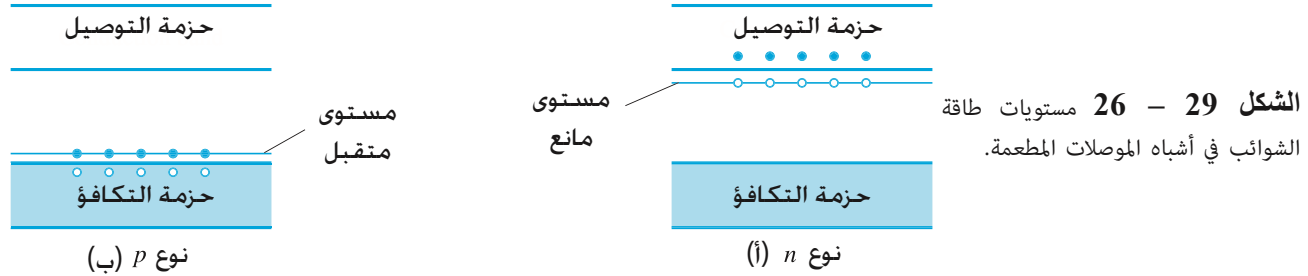 الشكل 29 – 26 مستويات طاقة
الشوائب في أشباه الموصلات المطعمة.
حزمة التوصيل
مستوى
مانع
حزمة التكافؤ
(أ) n نوع
حزمة التوصيل
مستوى
متقبل
حزمة التكافؤ
(ب) p نوع